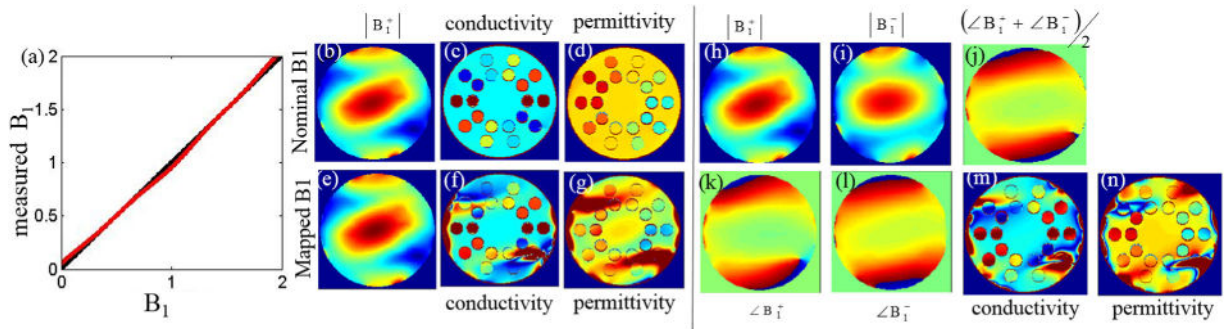 (a)
2
1.5
1
0.5
0
0
1
2
measured B₁
B₁
|B₁⁺| conductivity permittivity
Nominal B1
(b) (c) (d)
Mapped B1
(e) (f) (g)
conductivity permittivity
|B₁⁺| |B₁⁻| (∠B₁⁺ + ∠B₁⁻)/2
(h) (i) (j)
(k) (l) (m) (n)
∠B₁⁺ ∠B₁⁻ conductivity permittivity